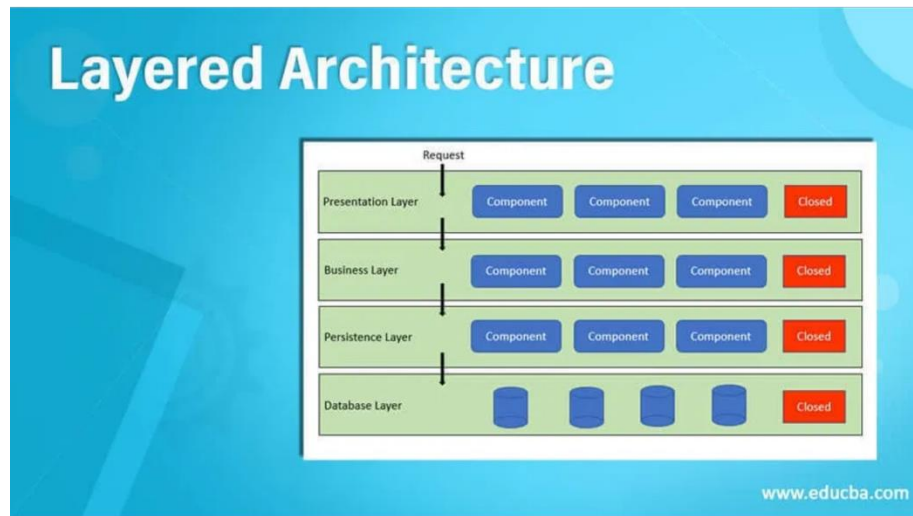 Layered Architecture
Request
Presentation Layer Component Component Component Closed
Business Layer Component Component Component Closed
Persistence Layer Component Component Component Closed
Database Layer Closed
www.educba.com